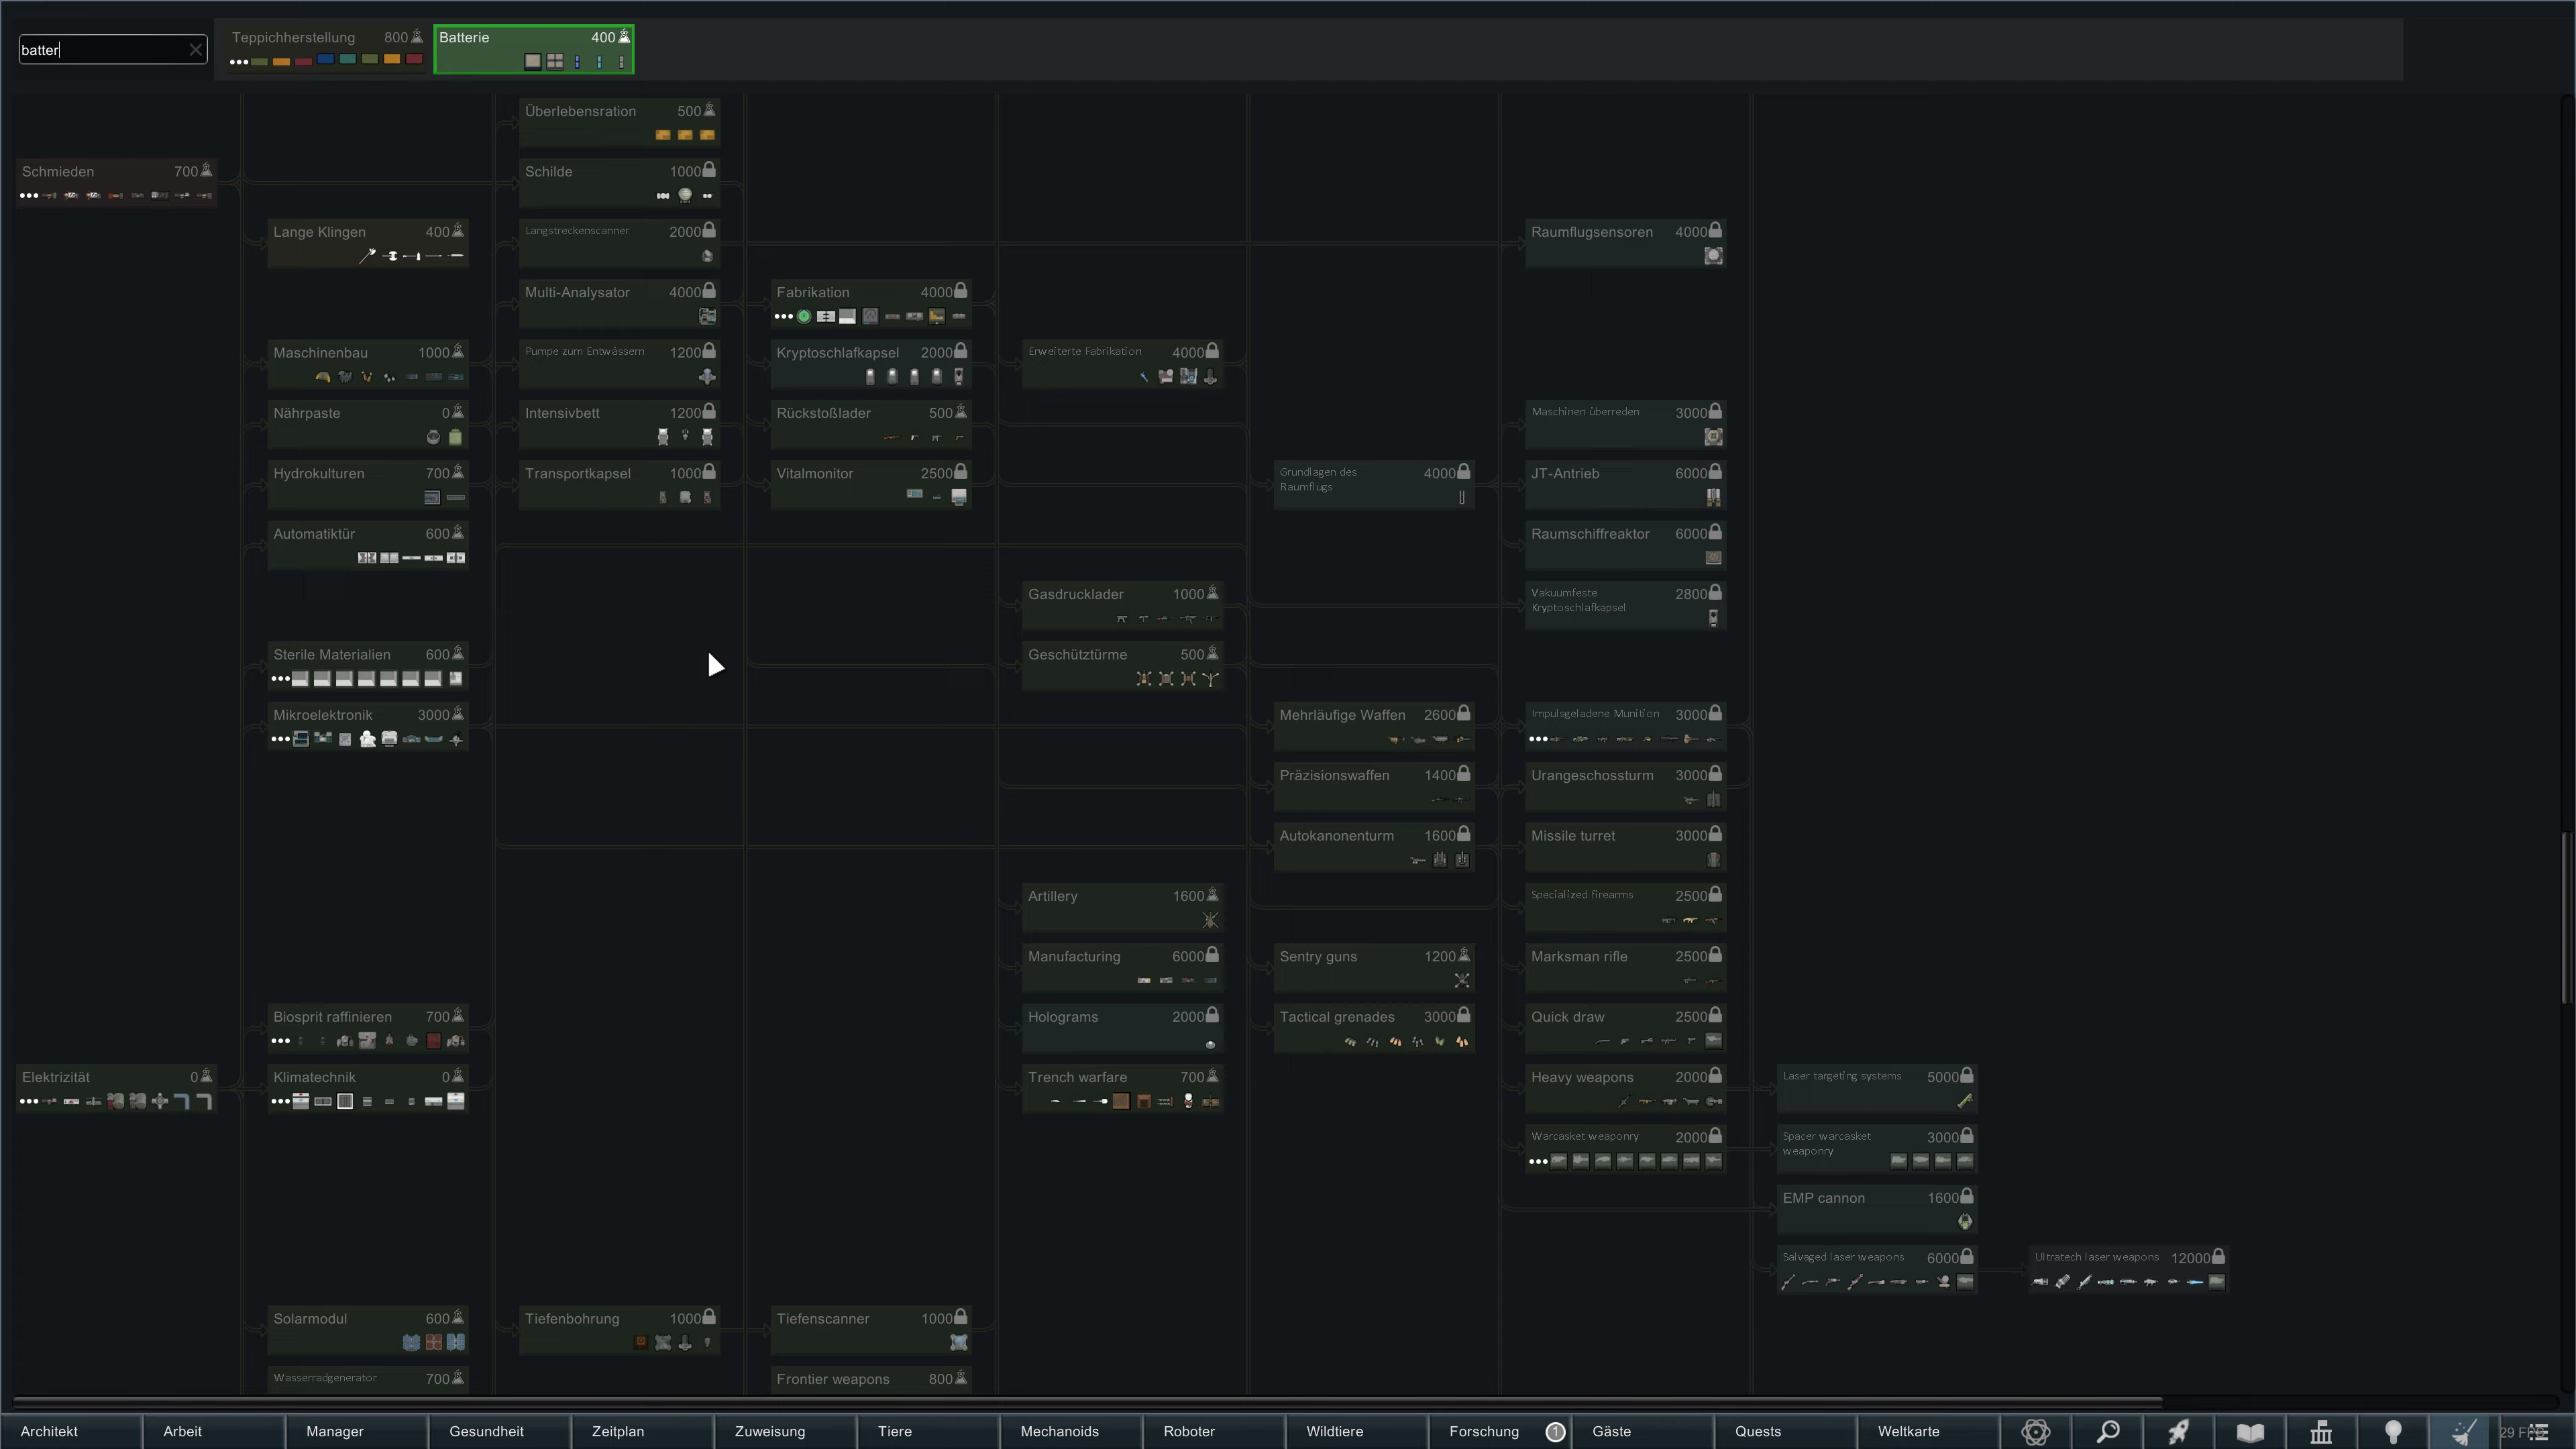 batter
Teppichherstellung 800
Batterie 400
Überlebensration 500
Schmieden 700
Schilde 1000
Lange Klingen 400
Langstreckenscanner 2000
Raumflugsensoren 4000
Multi-Analysator 4000
Fabrikation 4000
Maschinenbau 1000
Pumpe zum Entwässern 1200
Kryptoschlafkapsel 2000
Erweiterte Fabrikation 4000
Nährpaste 0
Intensivbett 1200
Rückstoßlader 500
Maschinen überreden 3000
Hydrokulturen 700
Transportkapsel 1000
Vitalmonitor 2500
Grundlagen des 4000
Raumflugs
JT-Antrieb 6000
Automatiktür 600
Raumschiffreaktor 6000
Gasdrucklader 1000
Vakuumfeste 2800
Kryptoschlafkapsel
Sterile Materialien 600
Geschütztürme 500
Mikroelektronik 3000
Mehrläufige Waffen 2600
Impulsgeladene Munition 3000
Präzisionswaffen 1400
Urangeschossturm 3000
Autokanonenturm 1600
Missile turret 3000
Artillery 1600
Specialized firearms 2500
Manufacturing 6000
Sentry guns 1200
Marksman rifle 2500
Biosprit raffinieren 700
Holograms 2000
Tactical grenades 3000
Quick draw 2500
Elektrizität 0
Klimatechnik 0
Trench warfare 700
Heavy weapons 2000
Laser targeting systems 5000
Warcasket weaponry 2000
Spacer warcasket 3000
weaponry
EMP cannon 1600
Salvaged laser weapons 6000
Ultratech laser weapons 12000
Solarmodul 600
Tiefenbohrung 1000
Tiefenscanner 1000
Wasserradgenerator 700
Frontier weapons 800
Architekt Arbeit Manager Gesundheit Zeitplan Zuweisung Tiere Mechanoids Roboter Wildtiere Forschung 1 Gäste Quests Weltkarte 29